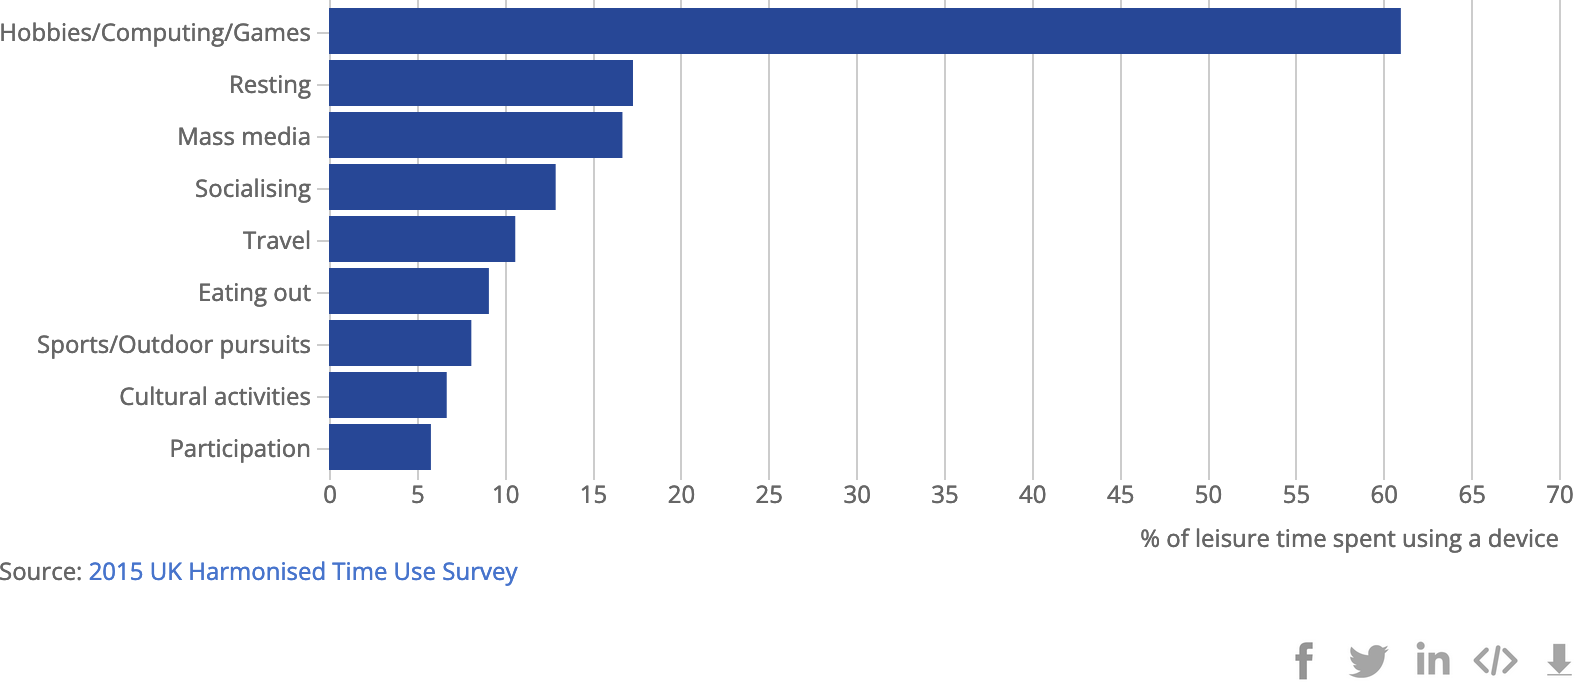 Hobbies/Computing/Games
Resting
Mass media
Socialising
Travel
Eating out
Sports/Outdoor pursuits
Cultural activities
Participation
0 5 10 15 20 25 30 35 40 45 50 55 60 65 70
% of leisure time spent using a device
Source: 2015 UK Harmonised Time Use Survey